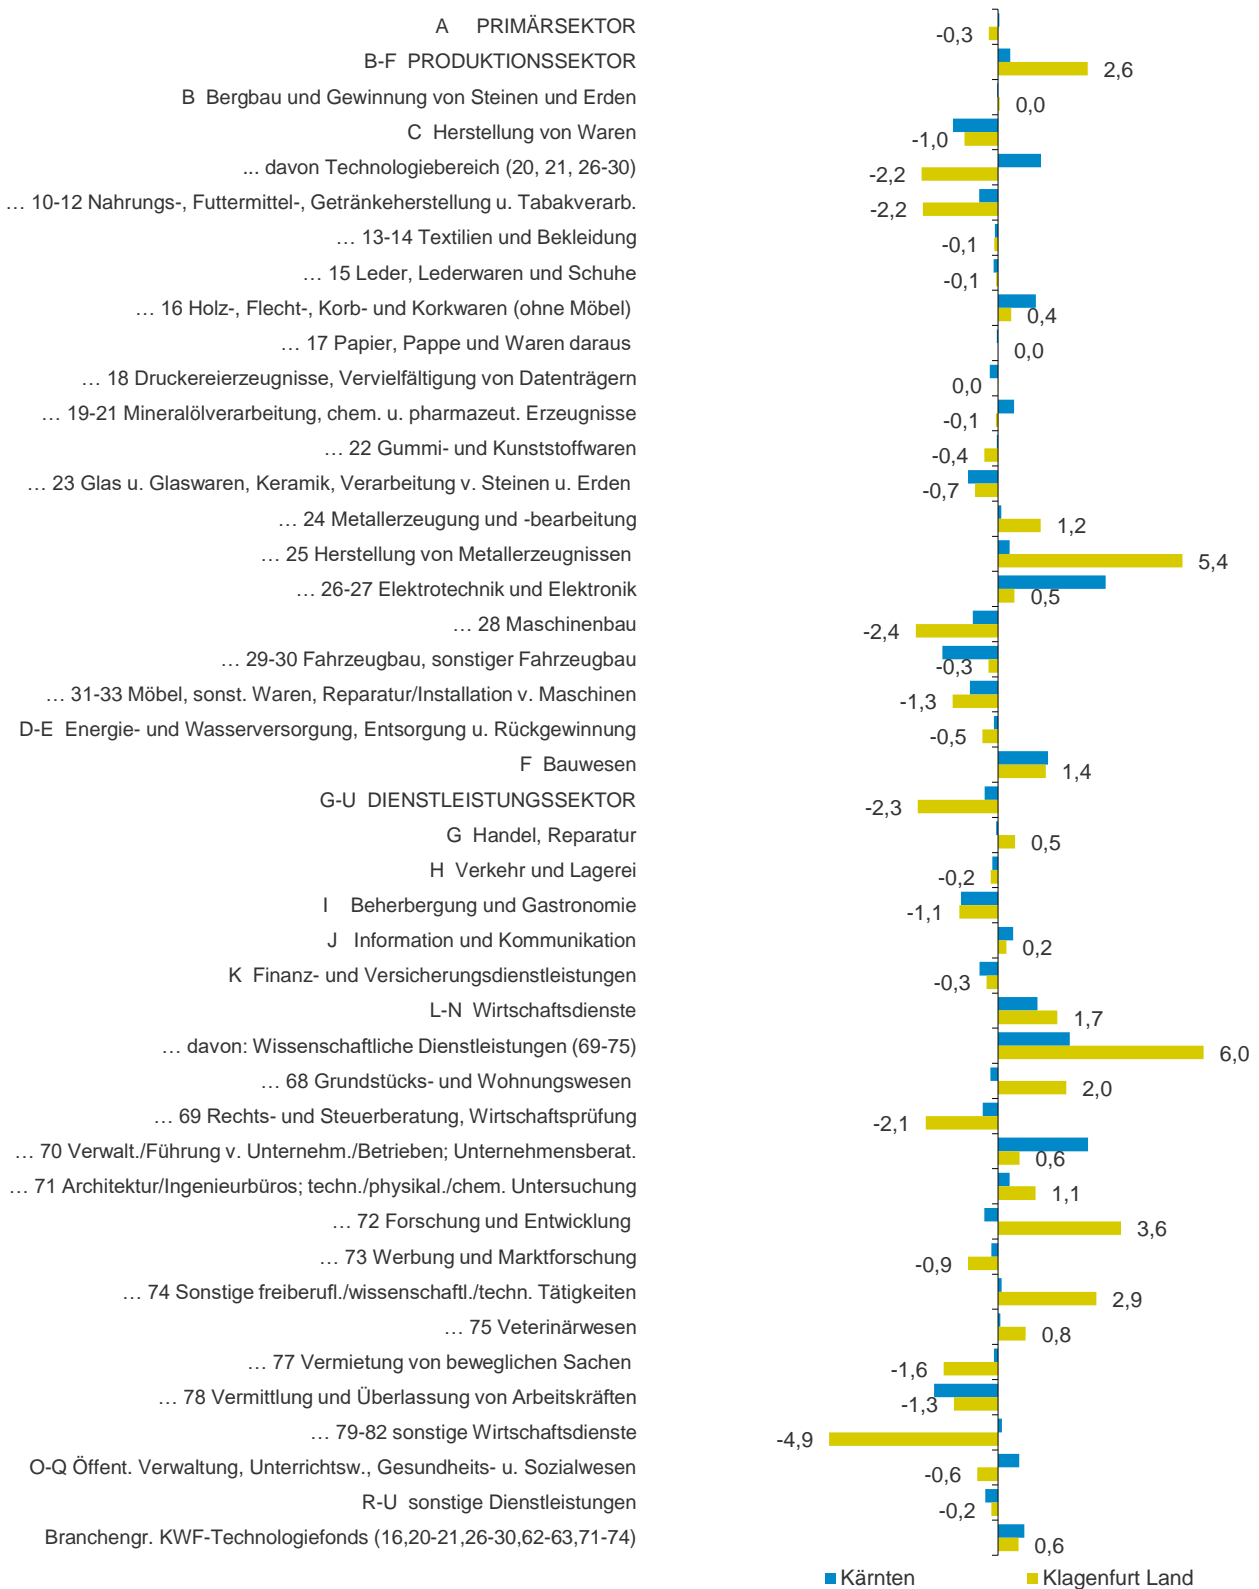 A PRIMÄRSEKTOR -0,3
B-F PRODUKTIONSSEKTOR 2,6
B Bergbau und Gewinnung von Steinen und Erden 0,0
C Herstellung von Waren -1,0
... davon Technologiebereich (20, 21, 26-30) -2,2
… 10-12 Nahrungs-, Futtermittel-, Getränkeherstellung u. Tabakverarb. -2,2
… 13-14 Textilien und Bekleidung -0,1
… 15 Leder, Lederwaren und Schuhe -0,1
… 16 Holz-, Flecht-, Korb- und Korkwaren (ohne Möbel) 0,4
… 17 Papier, Pappe und Waren daraus 0,0
… 18 Druckereierzeugnisse, Vervielfältigung von Datenträgern 0,0
… 19-21 Mineralölverarbeitung, chem. u. pharmazeut. Erzeugnisse -0,1
… 22 Gummi- und Kunststoffwaren -0,4
… 23 Glas u. Glaswaren, Keramik, Verarbeitung v. Steinen u. Erden -0,7
… 24 Metallerzeugung und -bearbeitung 1,2
… 25 Herstellung von Metallerzeugnissen 5,4
… 26-27 Elektrotechnik und Elektronik 0,5
… 28 Maschinenbau -2,4
… 29-30 Fahrzeugbau, sonstiger Fahrzeugbau -0,3
… 31-33 Möbel, sonst. Waren, Reparatur/Installation v. Maschinen -1,3
D-E Energie- und Wasserversorgung, Entsorgung u. Rückgewinnung -0,5
F Bauwesen 1,4
G-U DIENSTLEISTUNGSSEKTOR -2,3
G Handel, Reparatur 0,5
H Verkehr und Lagerei -0,2
I Beherbergung und Gastronomie -1,1
J Information und Kommunikation 0,2
K Finanz- und Versicherungsdienstleistungen -0,3
L-N Wirtschaftsdienste 1,7
… davon: Wissenschaftliche Dienstleistungen (69-75) 6,0
… 68 Grundstücks- und Wohnungswesen 2,0
… 69 Rechts- und Steuerberatung, Wirtschaftsprüfung -2,1
… 70 Verwalt./Führung v. Unternehm./Betrieben; Unternehmensberat. 0,6
… 71 Architektur/Ingenieurbüros; techn./physikal./chem. Untersuchung 1,1
… 72 Forschung und Entwicklung 3,6
… 73 Werbung und Marktforschung -0,9
… 74 Sonstige freiberufl./wissenschaftl./techn. Tätigkeiten 2,9
… 75 Veterinärwesen 0,8
… 77 Vermietung von beweglichen Sachen -1,6
… 78 Vermittlung und Überlassung von Arbeitskräften -1,3
… 79-82 sonstige Wirtschaftsdienste -4,9
O-Q Öffent. Verwaltung, Unterrichtsw., Gesundheits- u. Sozialwesen -0,6
R-U sonstige Dienstleistungen -0,2
Branchengr. KWF-Technologiefonds (16,20-21,26-30,62-63,71-74) 0,6
Kärnten Klagenfurt Land